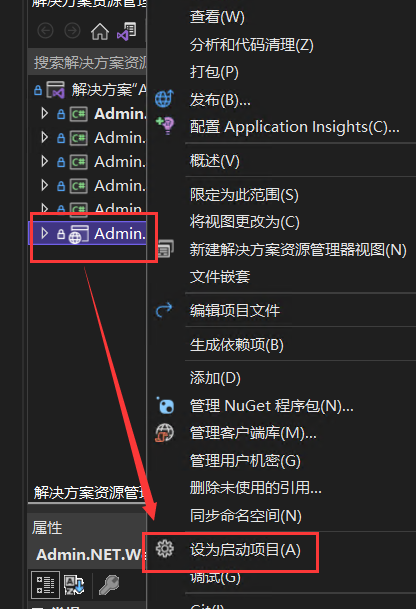 解决方案资源管
搜索解决方案资源
解决方案"A
Admin.
Admin.
Admin.
Admin.
Admin.
Admin.
解决方案资源管
属性
Admin.NET.W
查看(W)
分析和代码清理(Z)
打包(P)
发布(B)...
配置 Application Insights(C)...
概述(V)
限定为此范围(S)
将视图更改为(C)
新建解决方案资源管理器视图(N)
文件嵌套
编辑项目文件
生成依赖项(B)
添加(D)
管理 NuGet 程序包(N)...
管理客户端库(M)...
管理用户机密(G)
删除未使用的引用...
同步命名空间(N)
设为启动项目(A)
调试(G)